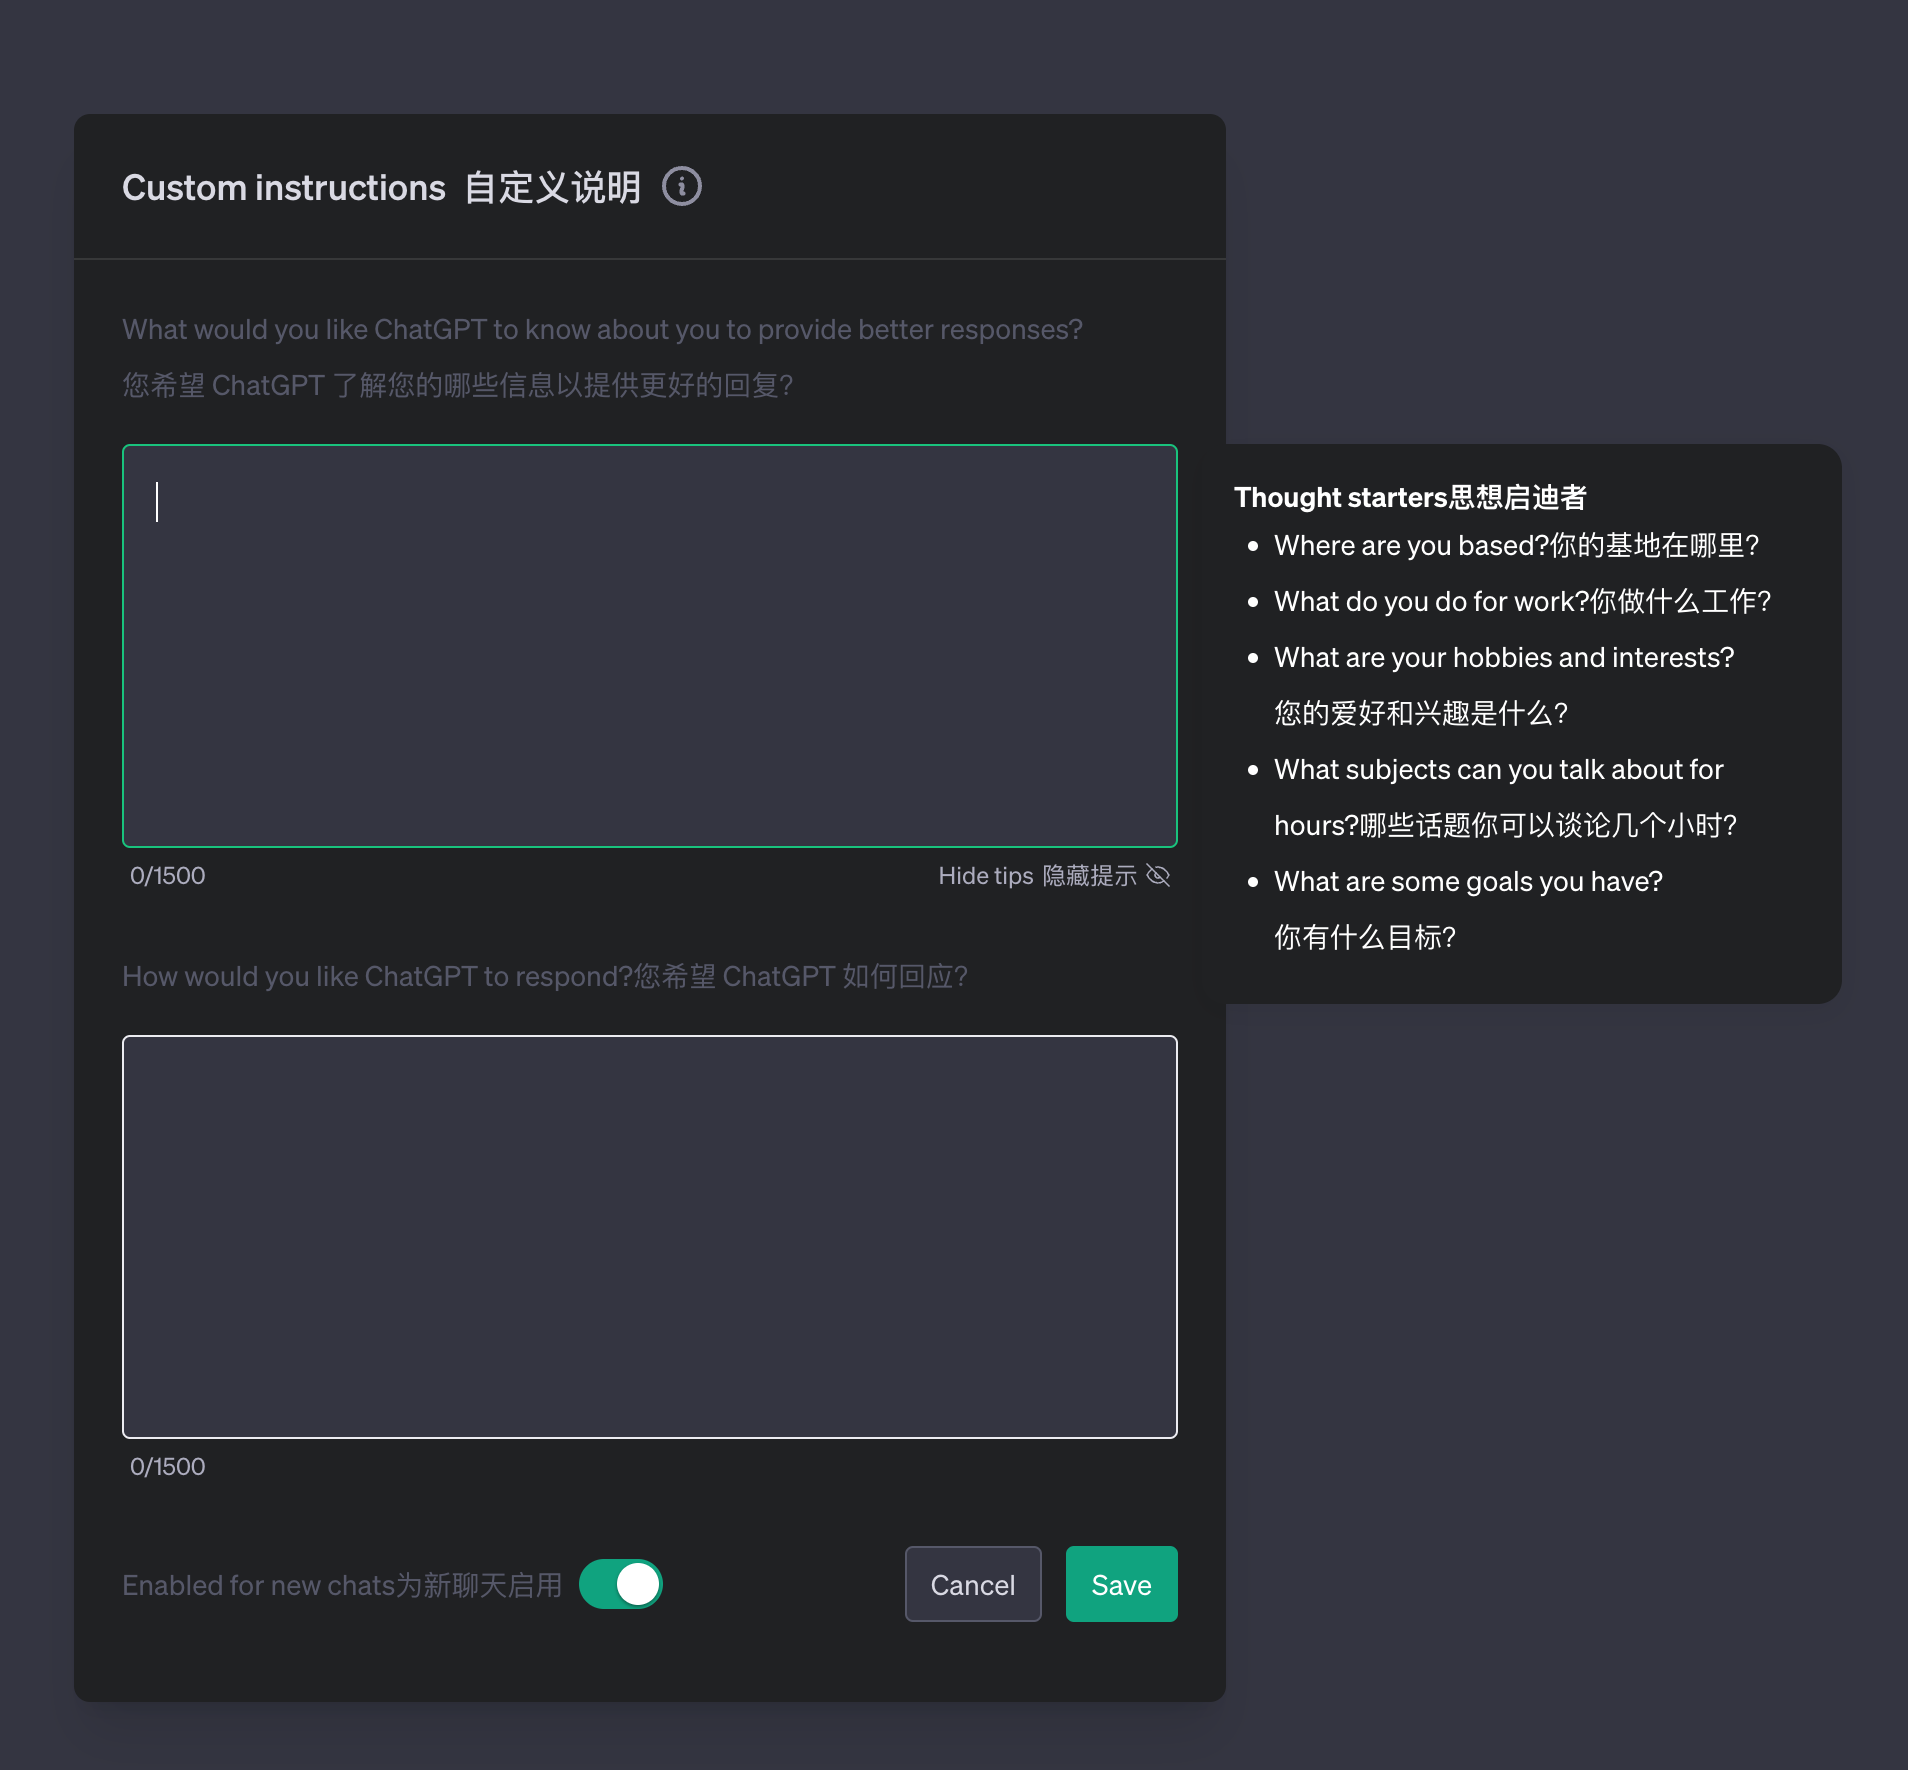 Custom instructions 自定义说明
What would you like ChatGPT to know about you to provide better responses?
您希望 ChatGPT 了解您的哪些信息以提供更好的回复?
0/1500
Hide tips 隐藏提示
Thought starters思想启迪者
Where are you based?你的基地在哪里?
What do you do for work?你做什么工作?
What are your hobbies and interests?
您的爱好和兴趣是什么?
What subjects can you talk about for
hours?哪些话题你可以谈论几个小时?
What are some goals you have?
你有什么目标?
How would you like ChatGPT to respond?您希望 ChatGPT 如何回应?
0/1500
Enabled for new chats为新聊天启用
Cancel
Save